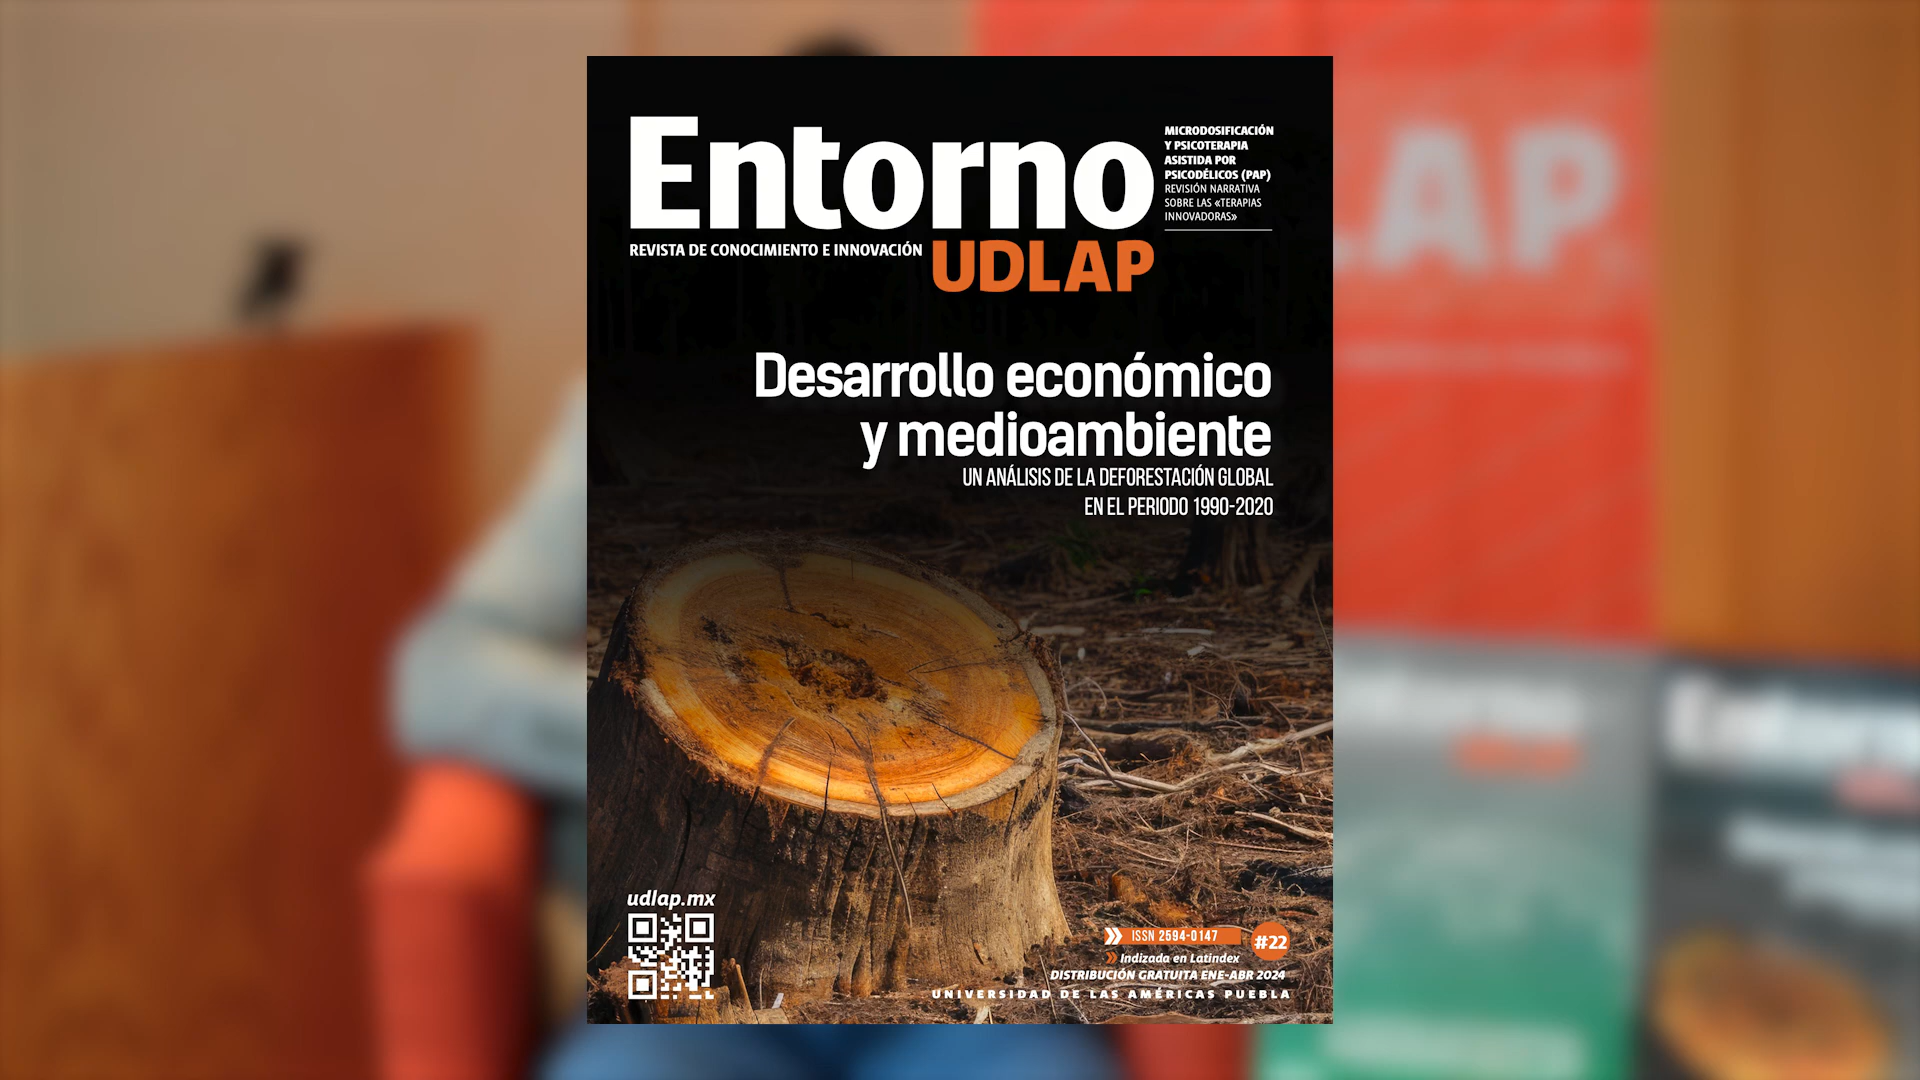 Entorno
REVISTA DE CONOCIMIENTO E INNOVACIÓN
UDLAP
MICRODOSIFICACIÓN
Y PSICOTERAPIA
ASISTIDA POR
PSICODÉLICOS (PAP)
REVISIÓN NARRATIVA
SOBRE LAS «TERAPIAS
INNOVADORAS»
Desarrollo económico
y medioambiente
UN ANÁLISIS DE LA DEFORESTACIÓN GLOBAL
EN EL PERIODO 1990-2020
udlap.mx
ISSN 2594-0147
#22
Indizada en Latindex
DISTRIBUCIÓN GRATUITA ENE-ABR 2024
UNIVERSIDAD DE LAS AMÉRICAS PUEBLA
LAP